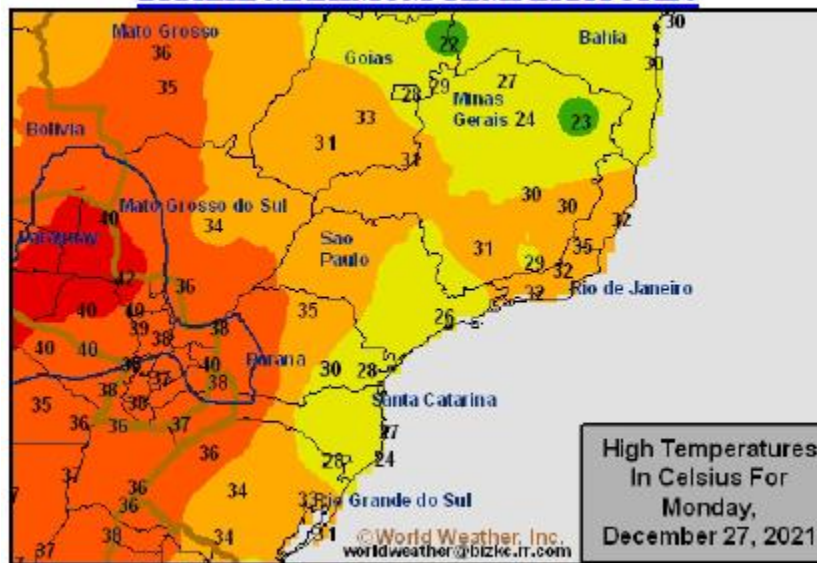 30
Mato Grosso
36
35
Goias
22
Bahia
30
29
27
28
Minas
Gerais
24
23
33
31
31
Bolivia
Mato Grosso do Sul
34
40
Paraguay
30
30
32
Sao
Paulo
31
35
29
32
32
Rio de Janeiro
42
36
40
40
35
26
39
38
38
40
40
Parana
30
28
38
40
37
38
38
38
Santa Catarina
35
36
36
37
27
36
28
24
37
36
34
33
Rio Grande do Sul
36
38
34
31
37
©World Weather, Inc.
worldweather@bizkc.rr.com
High Temperatures
In Celsius For
Monday,
December 27, 2021